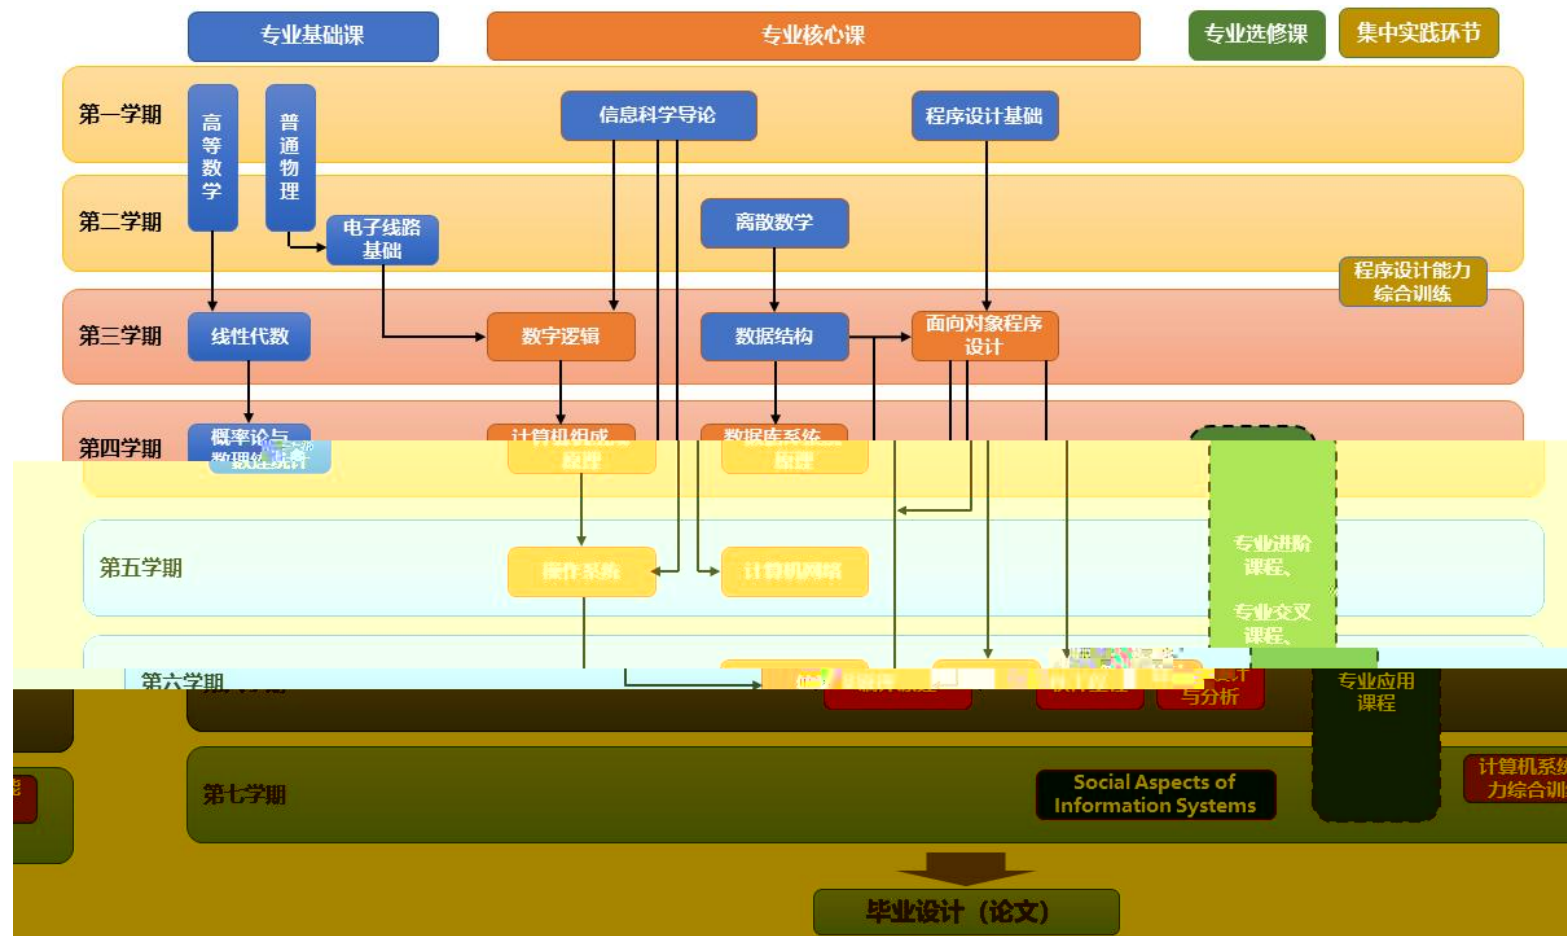 专业基础课
专业核心课
专业选修课
集中实践环节
第一学期
高等数学
普通物理
信息科学导论
程序设计基础
第二学期
电子线路
基础
离散数学
程序设计能力
综合训练
第三学期
线性代数
数字逻辑
数据结构
面向对象程序
设计
第四学期
概率论与
计算机组成
原理
数据库系统
原理
第五学期
操作系统
计算机网络
专业进阶
课程、
专业交叉
课程、
第六学期
与分析
专业应用
课程
第七学期
Social Aspects of
Information Systems
计算机系统
力综合训
毕业设计（论文）